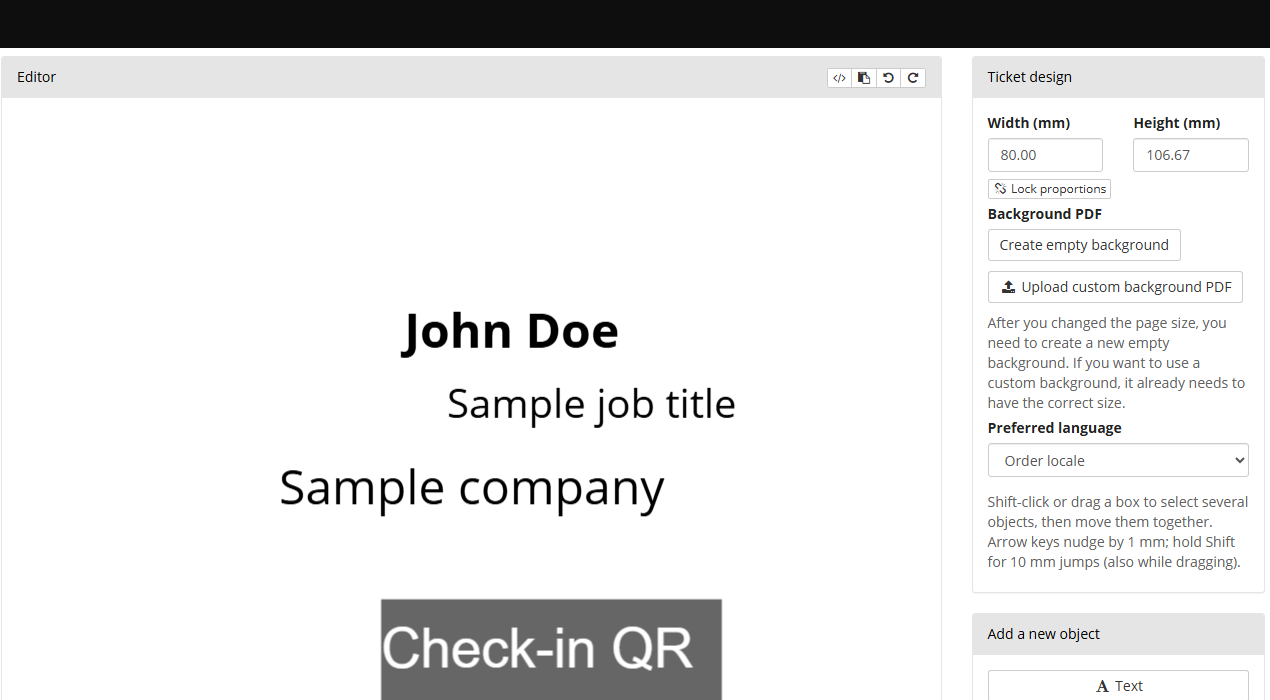 Editor
Ticket design
Width (mm)
Height (mm)
80.00
106.67
Lock proportions
Background PDF
Create empty background
Upload custom background PDF
After you changed the page size, you
need to create a new empty
background. If you want to use a
custom background, it already needs to
have the correct size.
Preferred language
Order locale
Shift-click or drag a box to select several
objects, then move them together.
Arrow keys nudge by 1 mm; hold Shift
for 10 mm jumps (also while dragging).
Add a new object
Text
John Doe
Sample job title
Sample company
Check-in QR